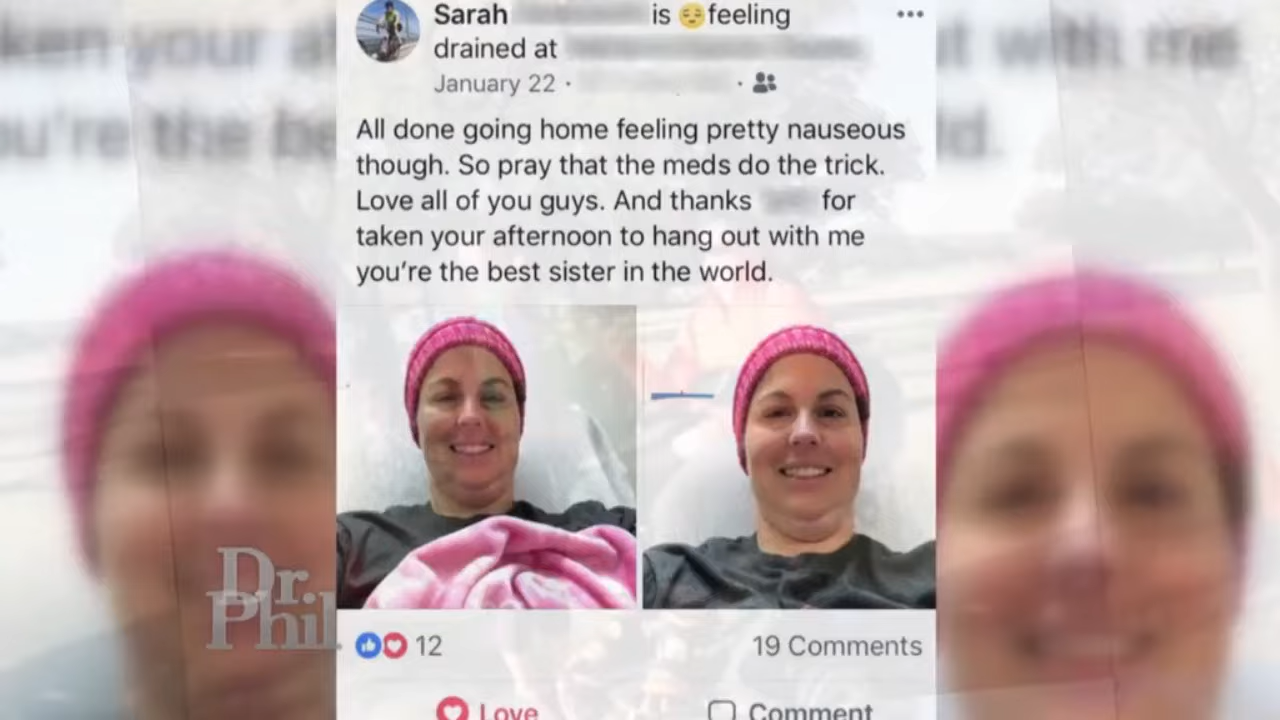 Sarah is feeling
drained at
January 22 ·
·
All done going home feeling pretty nauseous
though. So pray that the meds do the trick.
Love all of you guys. And thanks for
taken your afternoon to hang out with me
you're the best sister in the world.
12
19 Comments
Love
Comment
Dr.
Phil